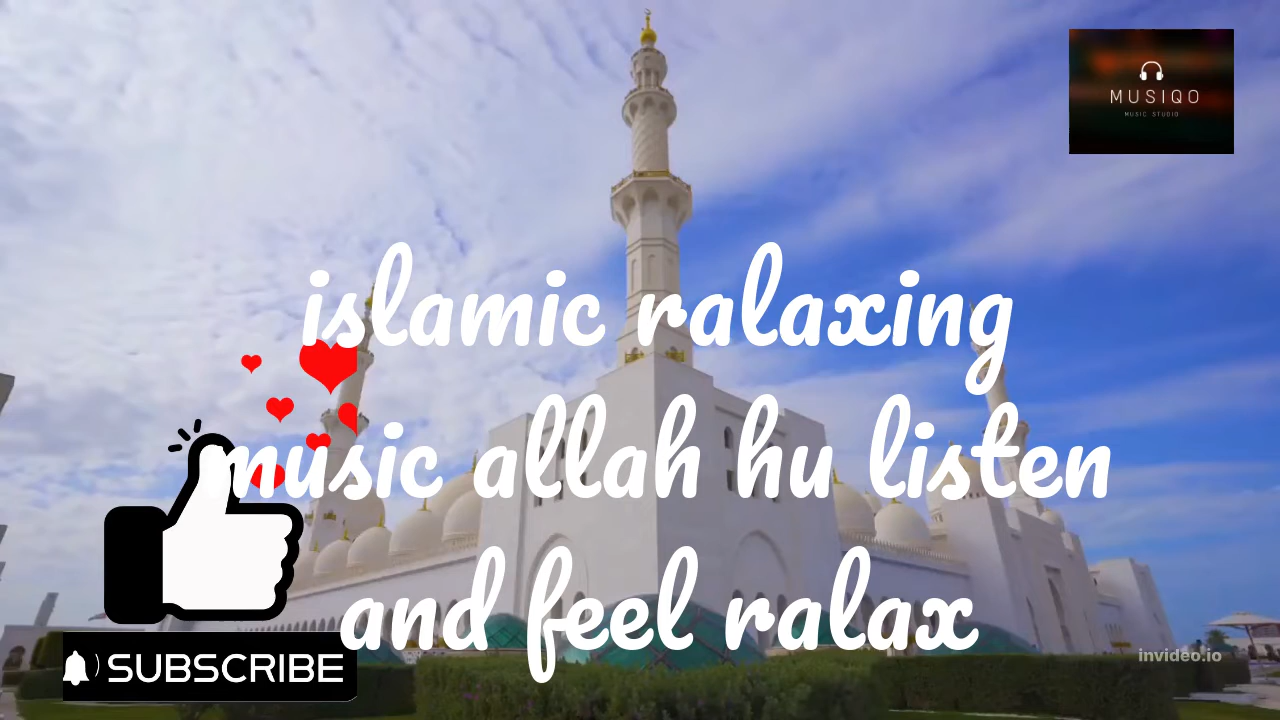 MUSIQO
MUSIC STUDIO
islamic ralaxing
music allah hu listen
and feel ralax
SUBSCRIBE
invideo.io